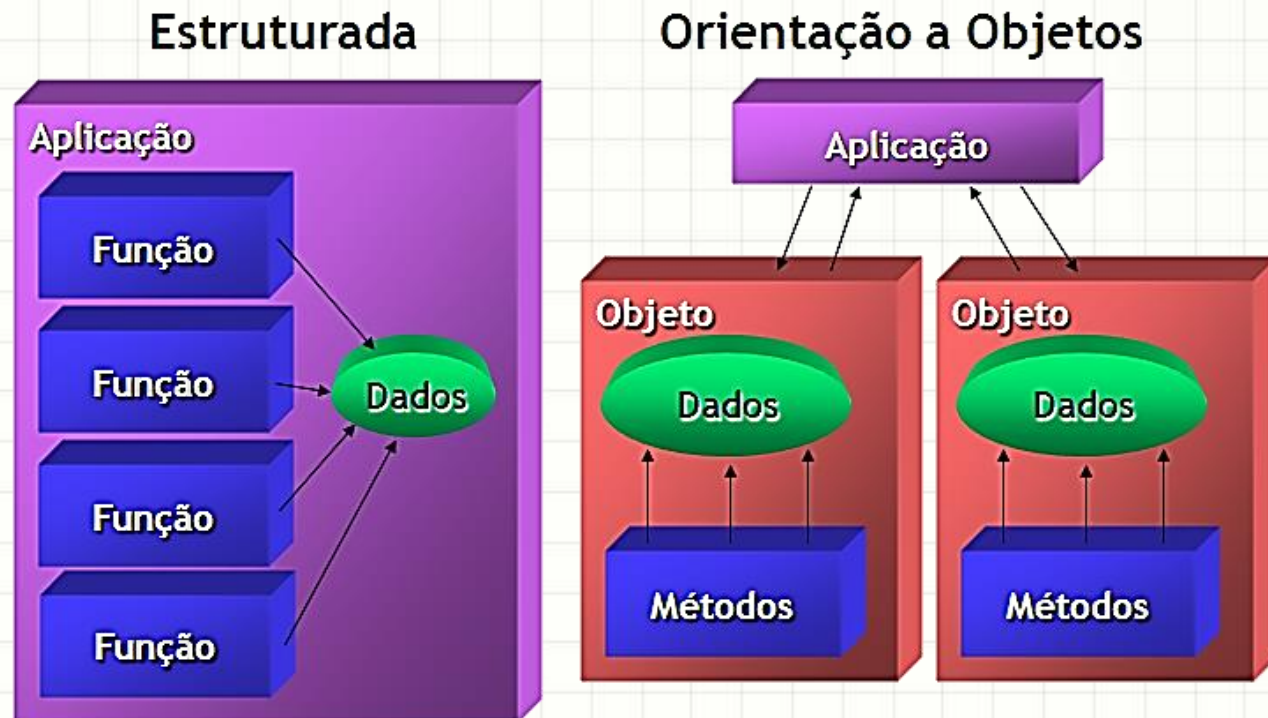 Estruturada
Aplicação
Função
Função
Função
Função
Dados
Orientação a Objetos
Aplicação
Objeto
Dados
Métodos
Objeto
Dados
Métodos